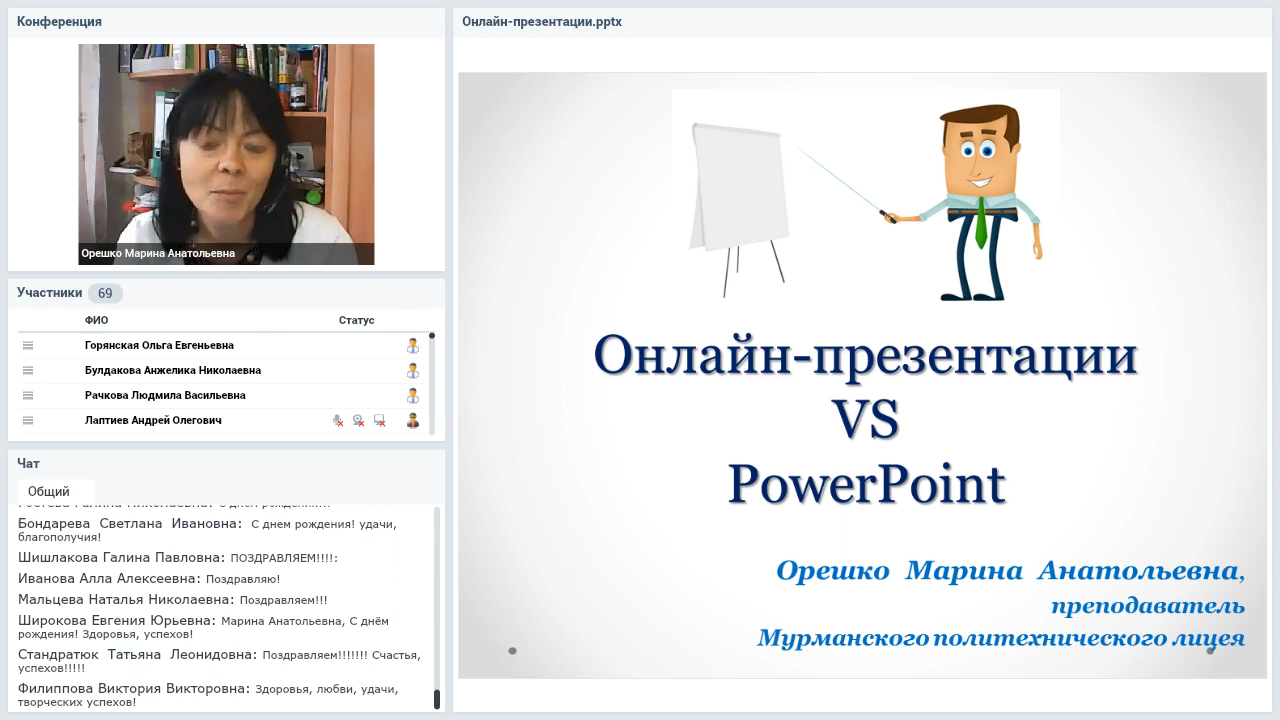 Конференция
Орешко Марина Анатольевна
Участники 69
ФИО Статус
Горянская Ольга Евгеньевна
Булдакова Анжелика Николаевна
Рачкова Людмила Васильевна
Лаптиев Андрей Олегович
Чат
Общий
Бондарева Светлана Ивановна: С днем рождения! удачи,
благополучия!
Шишлакова Галина Павловна: ПОЗДРАВЛЯЕМ!!!!:
Иванова Алла Алексеевна: Поздравляю!
Мальцева Наталья Николаевна: Поздравляем!!!
Широкова Евгения Юрьевна: Марина Анатольевна, С днём
рождения! Здоровья, успехов!
Стандратюк Татьяна Леонидовна: Поздравляем!!!!!!! Счастья,
успехов!!!!!
Филиппова Виктория Викторовна: Здоровья, любви, удачи,
творческих успехов!
Онлайн-презентации.pptx
Онлайн-презентации
VS
PowerPoint
Орешко Марина Анатольевна,
преподаватель
Мурманского политехнического лицея